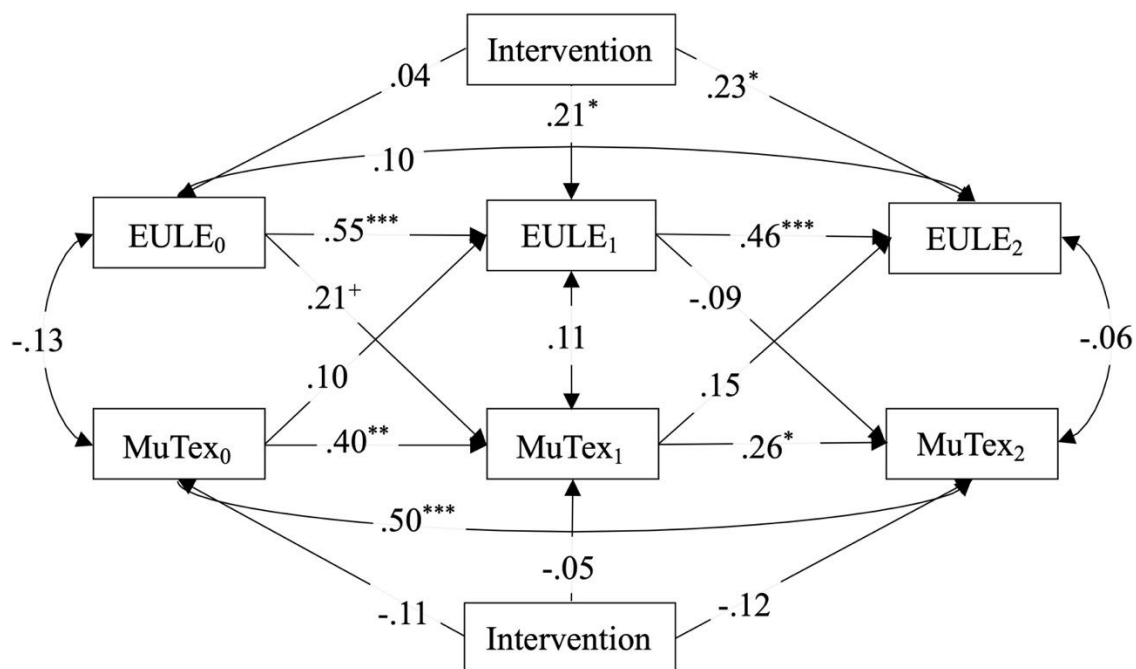 Intervention
.04
.23*
.21*
.10
EULE₀
.55***
EULE₁
.46***
EULE₂
.21⁺
-.09
-.13
.11
-.06
.10
.15
MuTex₀
.40**
MuTex₁
.26*
MuTex₂
.50***
-.05
-.11
-.12
Intervention